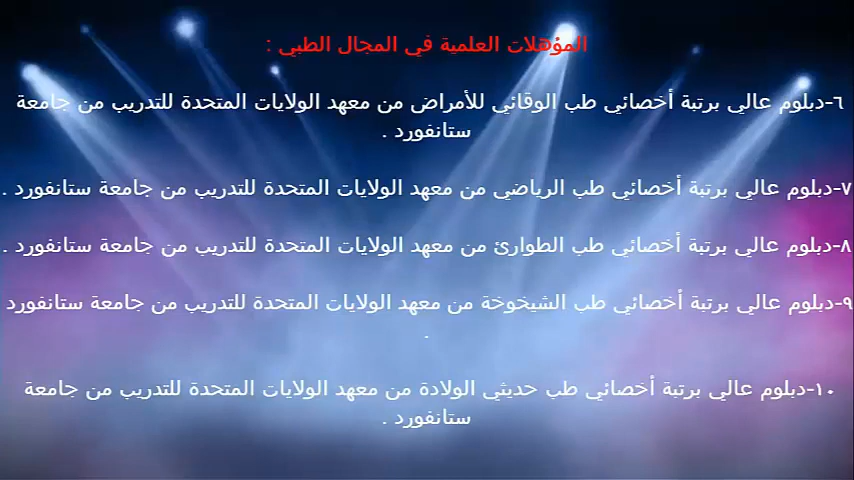 المؤهلات العلمية في المجال الطبي :
٦-دبلوم عالي برتبة أخصائي طب الوقائي للأمراض من معهد الولايات المتحدة للتدريب من جامعة
ستانفورد .
٧-دبلوم عالي برتبة أخصائي طب الرياضي من معهد الولايات المتحدة للتدريب من جامعة ستانفورد .
٨-دبلوم عالي برتبة أخصائي طب الطوارئ من معهد الولايات المتحدة للتدريب من جامعة ستانفورد .
٩-دبلوم عالي برتبة أخصائي طب الشيخوخة من معهد الولايات المتحدة للتدريب من جامعة ستانفورد
.
١٠-دبلوم عالي برتبة أخصائي طب حديثي الولادة من معهد الولايات المتحدة للتدريب من جامعة
ستانفورد .